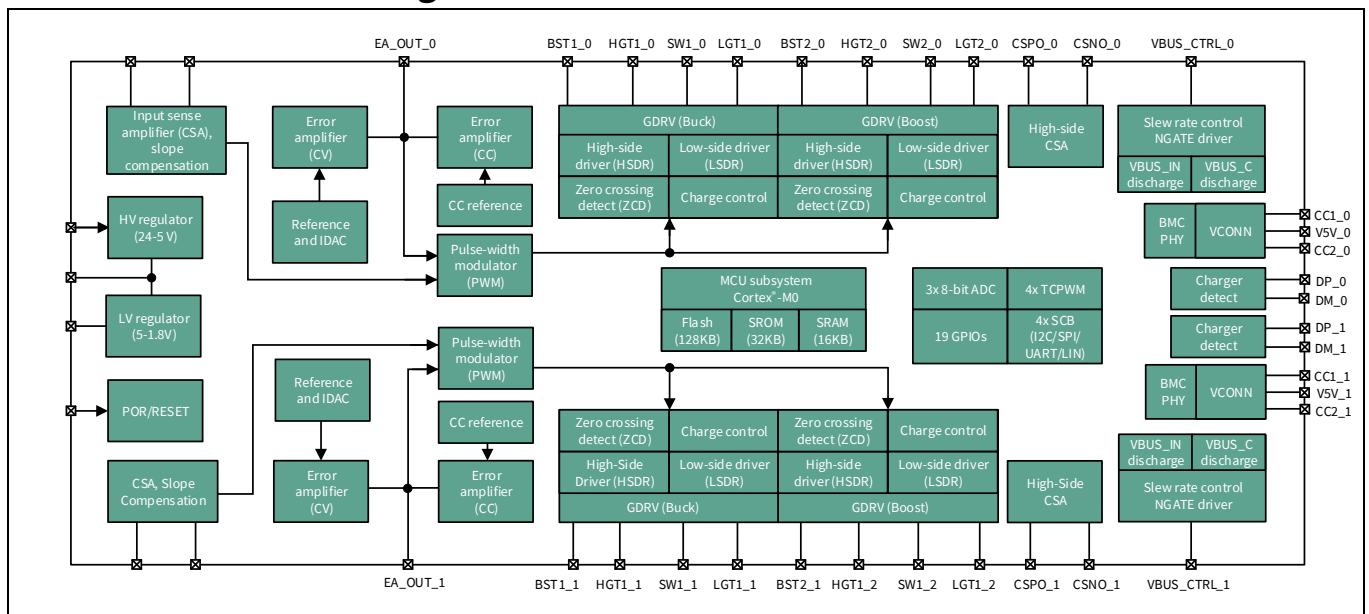 EA_OUT_0
BST1_0
HGT1_0
SW1_0
LGT1_0
BST2_0
HGT2_0
SW2_0
LGT2_0
CSPO_0
CSNO_0
VBUS_CTRL_0
Input sense
amplifier (CSA),
slope
compensation
Error
amplifier
(CV)
Error
amplifier
(CC)
Reference
and IDAC
CC reference
GDRV (Buck)
High-side
driver (HSDR)
Low-side driver
(LSDR)
Zero crossing
detect (ZCD)
Charge control
GDRV (Boost)
High-side
driver (HSDR)
Low-side driver
(LSDR)
Zero crossing
detect (ZCD)
Charge control
High-side
CSA
Slew rate control
NGATE driver
VBUS_IN
discharge
VBUS_C
discharge
HV regulator
(24-5 V)
LV regulator
(5-1.8V)
Pulse-width
modulator
(PWM)
BMC
PHY
VCONN
CC1_0
V5V_0
CC2_0
MCU subsystem
Cortex®-M0
Flash
(128KB)
SROM
(32KB)
SRAM
(16KB)
3x 8-bit ADC
4x TCPWM
19 GPIOs
4x SCB
(I2C/SPI/
UART/LIN)
Charger
detect
DP_0
DM_0
Charger
detect
DP_1
DM_1
Pulse-width
modulator
(PWM)
BMC
PHY
VCONN
CC1_1
V5V_1
CC2_1
POR/RESET
Reference
and IDAC
CC reference
CSA, Slope
Compensation
Error
amplifier
(CV)
Error
amplifier
(CC)
Zero crossing
detect (ZCD)
Charge control
High-Side
Driver (HSDR)
Low-side driver
(LSDR)
GDRV (Buck)
Zero crossing
detect (ZCD)
Charge control
High-side
driver (HSDR)
Low-side driver
(LSDR)
GDRV (Boost)
High-Side
CSA
VBUS_IN
discharge
VBUS_C
discharge
Slew rate control
NGATE driver
EA_OUT_1
BST1_1
HGT1_1
SW1_1
LGT1_1
BST2_1
HGT1_2
SW1_2
LGT1_2
CSPO_1
CSNO_1
VBUS_CTRL_1